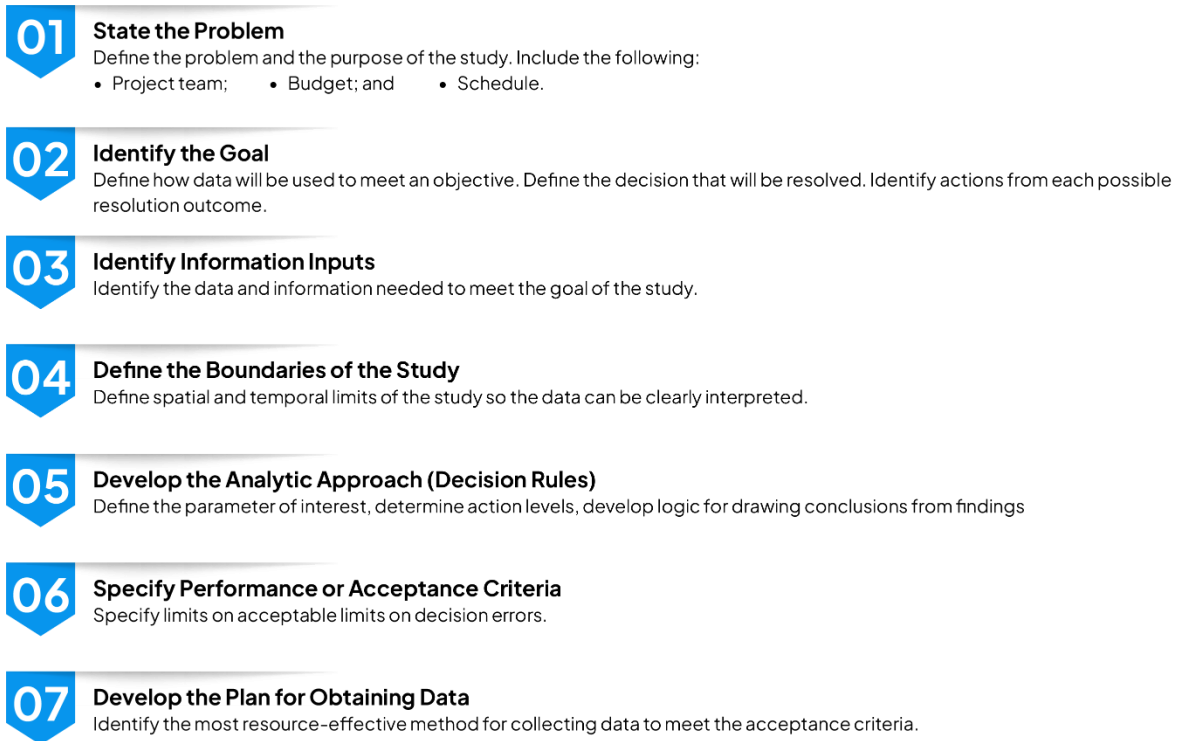 01
State the Problem
Define the problem and the purpose of the study. Include the following:
• Project team; • Budget; and • Schedule.
02
Identify the Goal
Define how data will be used to meet an objective. Define the decision that will be resolved. Identify actions from each possible
resolution outcome.
03
Identify Information Inputs
Identify the data and information needed to meet the goal of the study.
04
Define the Boundaries of the Study
Define spatial and temporal limits of the study so the data can be clearly interpreted.
05
Develop the Analytic Approach (Decision Rules)
Define the parameter of interest, determine action levels, develop logic for drawing conclusions from findings
06
Specify Performance or Acceptance Criteria
Specify limits on acceptable limits on decision errors.
07
Develop the Plan for Obtaining Data
Identify the most resource-effective method for collecting data to meet the acceptance criteria.